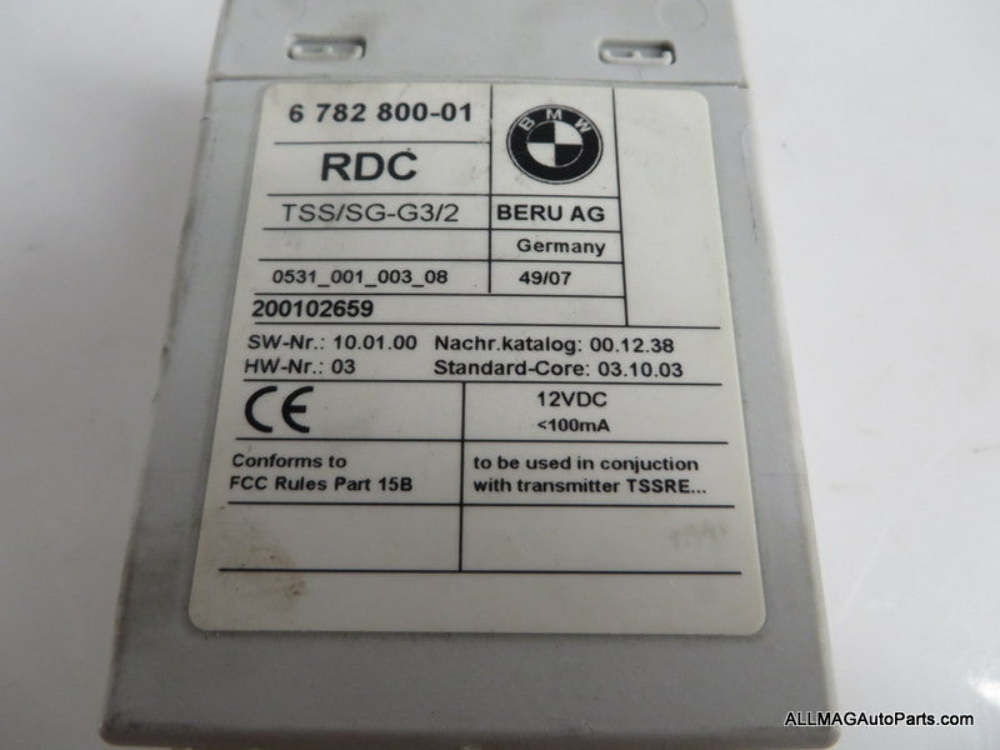 6 782 800-01
BMW
RDC
TSS/SG-G3/2
BERU AG
Germany
0531_001_003_08
49/07
200102659
SW-Nr.: 10.01.00 Nachr.katalog: 00.12.38
HW-Nr.: 03 Standard-Core: 03.10.03
CE
12VDC
<100mA
Conforms to
FCC Rules Part 15B
to be used in conjuction
with transmitter TSSRE...
ALLMAGAutoParts.com